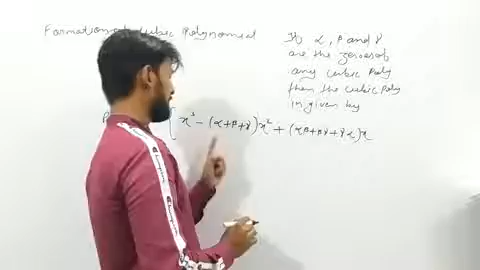 Formation of Cubic Polynomial
If α, β and γ
are the zeroes of
any cubic poly
then the cubic poly
is given by
[ x³ - (α+β+γ)x² + (αβ+βγ+γα)x